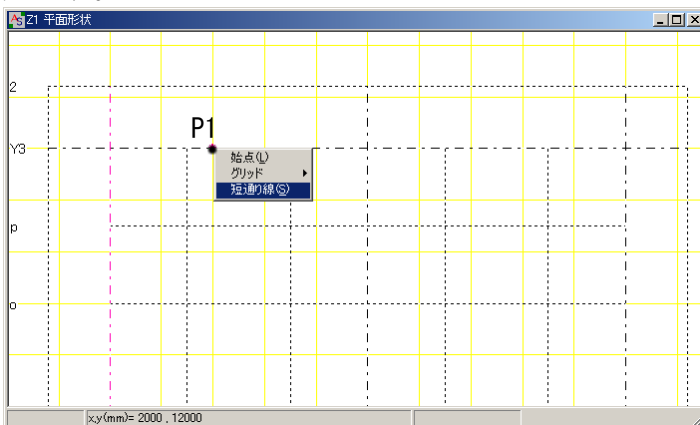 Z1 平面形状
2
P1
Y3
始点(L)
グリッド
短通り線(S)
p
o
x,y(mm)= 2000 , 12000